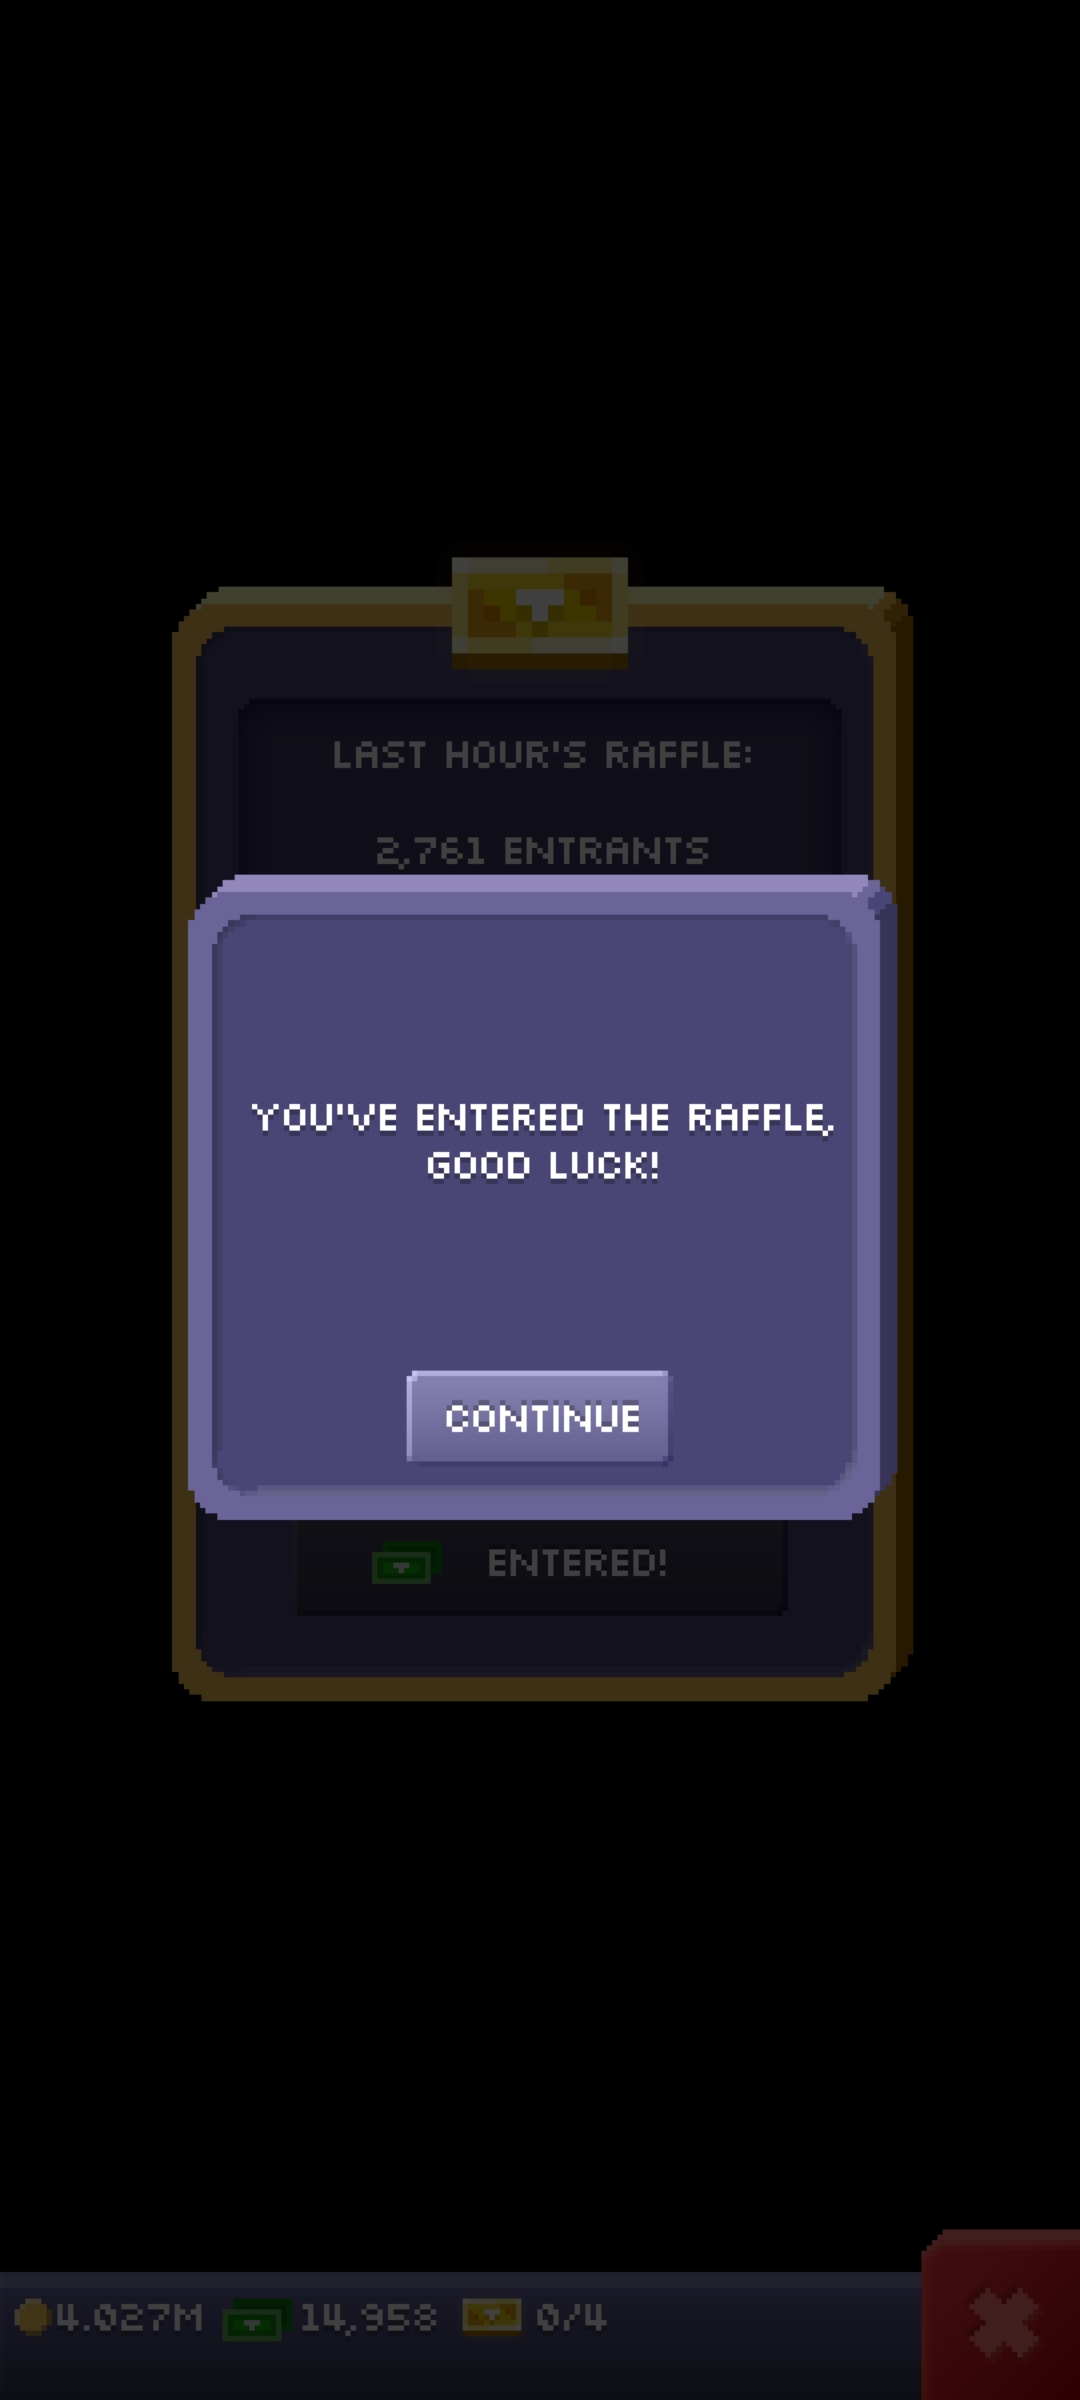 LAST HOUR'S RAFFLE:
2,761 ENTRANTS
YOU'VE ENTERED THE RAFFLE,
GOOD LUCK!
CONTINUE
ENTERED!
4.027M 14,958 0/4